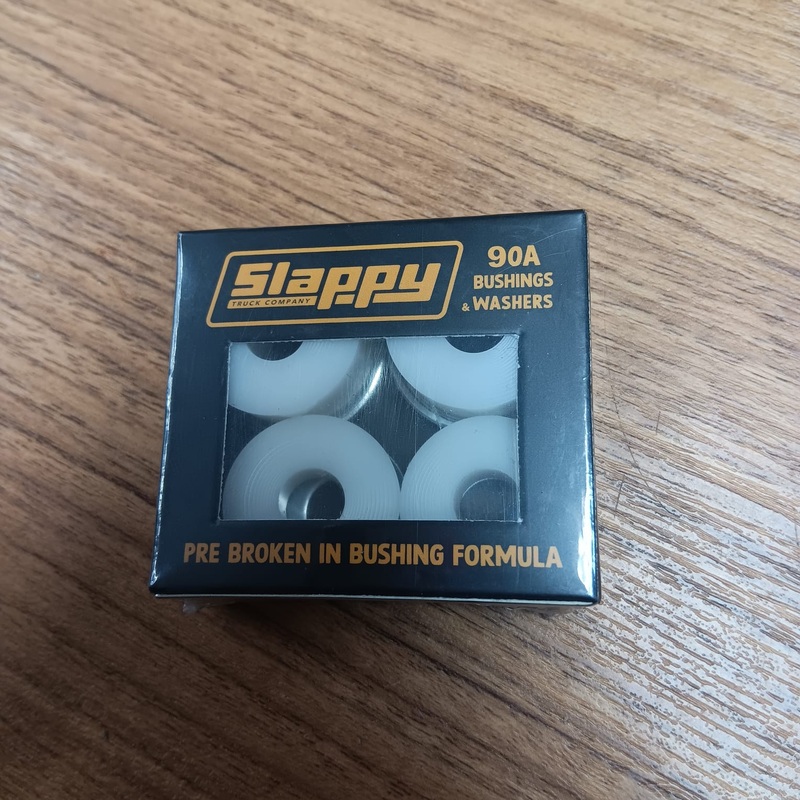 Slappy
TRUCK COMPANY
90A
BUSHINGS
& WASHERS
PRE BROKEN IN BUSHING FORMULA